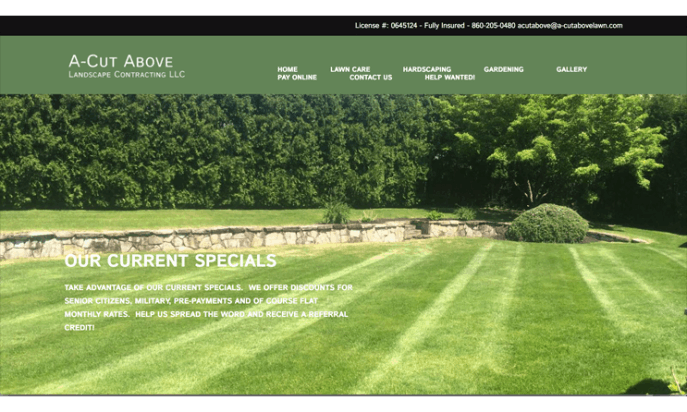 License #: 0645124 - Fully Insured - 860-205-0480 acutabove@a-cutabovelawn.com
A-Cut Above
Landscape Contracting LLC
HOME LAWN CARE HARDSCAPING GARDENING GALLERY
PAY ONLINE CONTACT US HELP WANTED!
OUR CURRENT SPECIALS
TAKE ADVANTAGE OF OUR CURRENT SPECIALS. WE OFFER DISCOUNTS FOR
SENIOR CITIZENS, MILITARY, PRE-PAYMENTS AND OF COURSE FLAT
MONTHLY RATES. HELP US SPREAD THE WORD AND RECEIVE A REFERRAL
CREDIT!